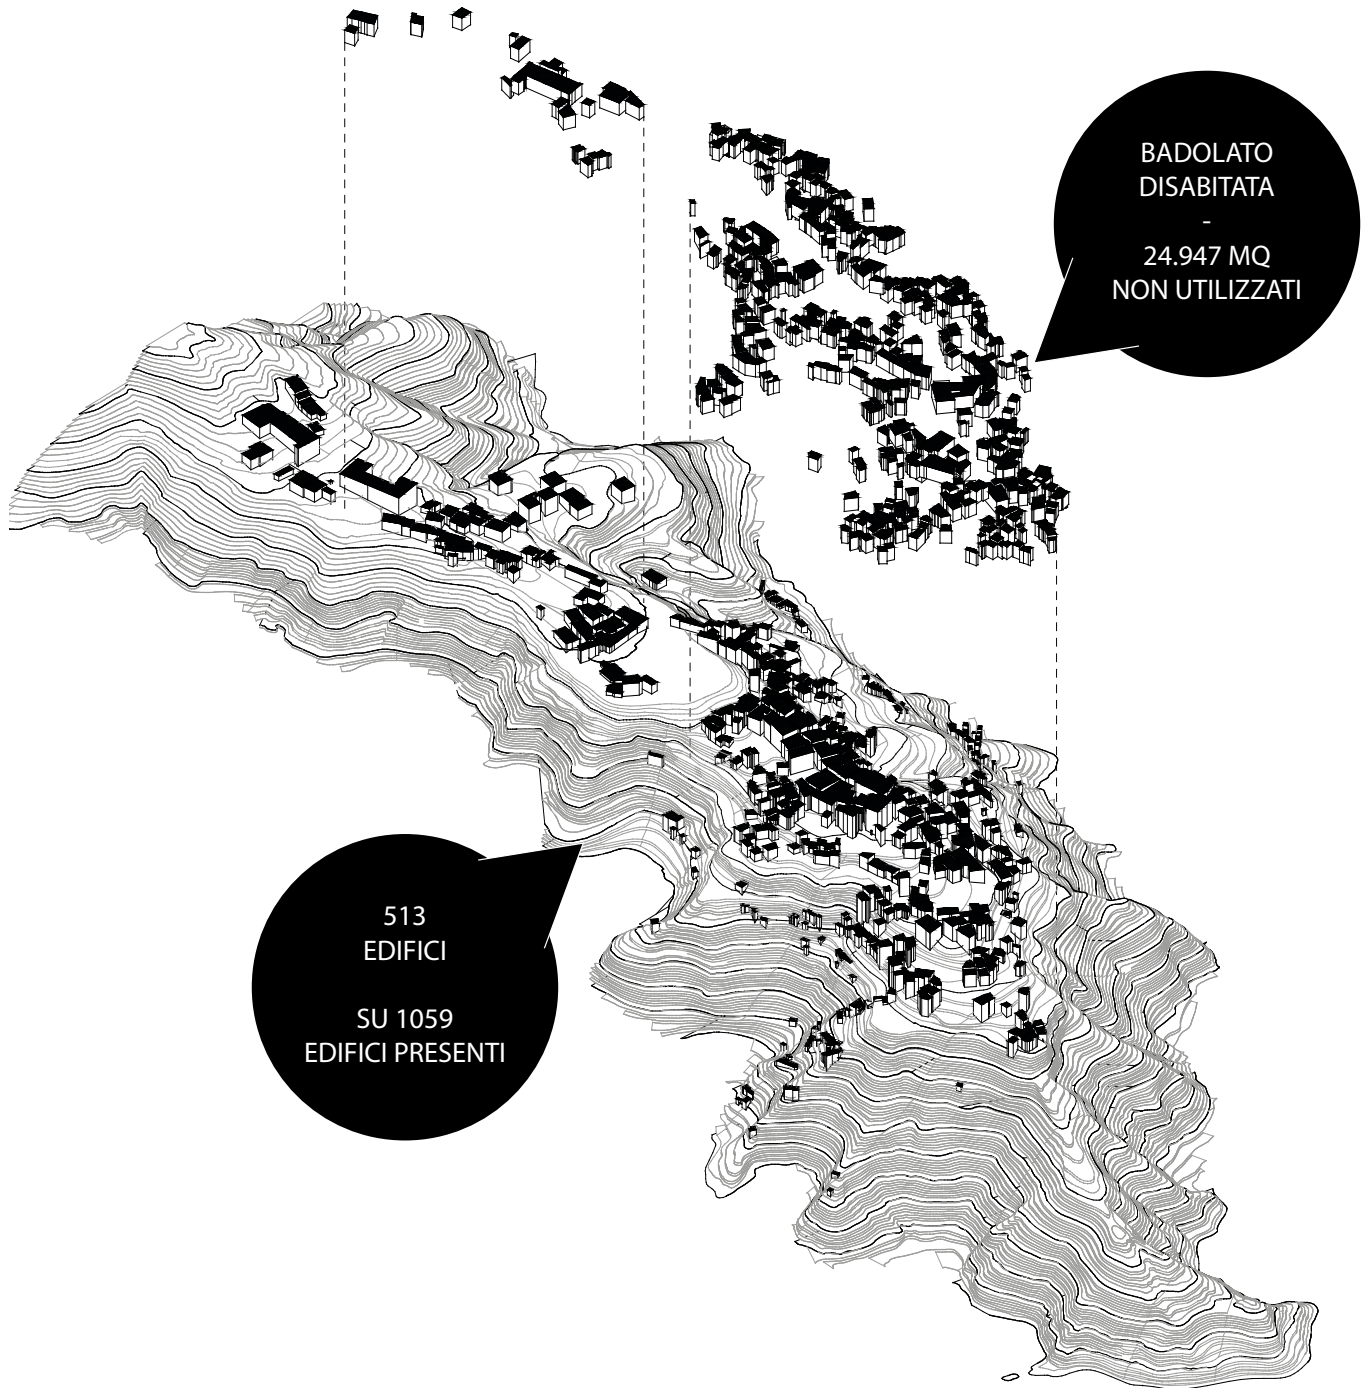 BADOLATO
DISABITATA
-
24.947 MQ
NON UTILIZZATI
513
EDIFICI
SU 1059
EDIFICI PRESENTI